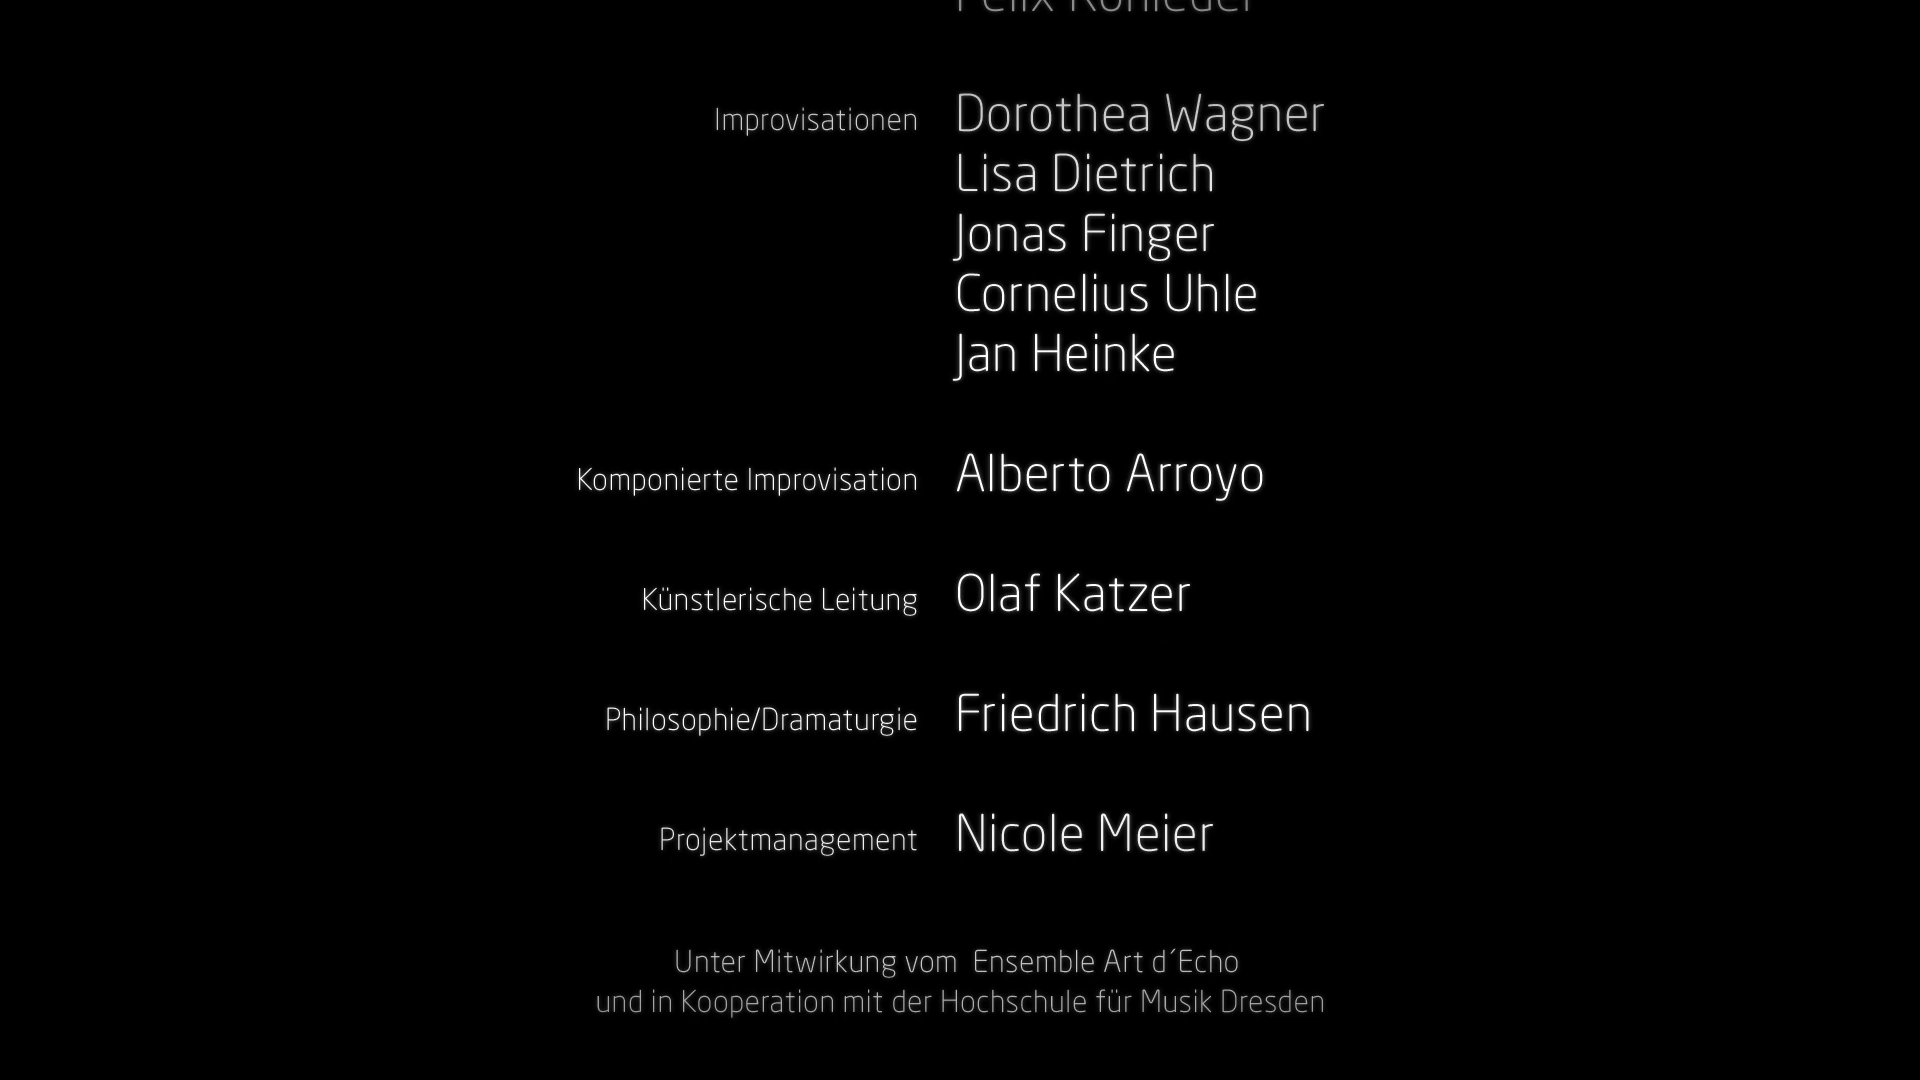 Felix Rohleder
Improvisationen Dorothea Wagner
Lisa Dietrich
Jonas Finger
Cornelius Uhle
Jan Heinke
Komponierte Improvisation Alberto Arroyo
Künstlerische Leitung Olaf Katzer
Philosophie/Dramaturgie Friedrich Hausen
Projektmanagement Nicole Meier
Unter Mitwirkung vom  Ensemble Art d´Echo
und in Kooperation mit der Hochschule für Musik Dresden